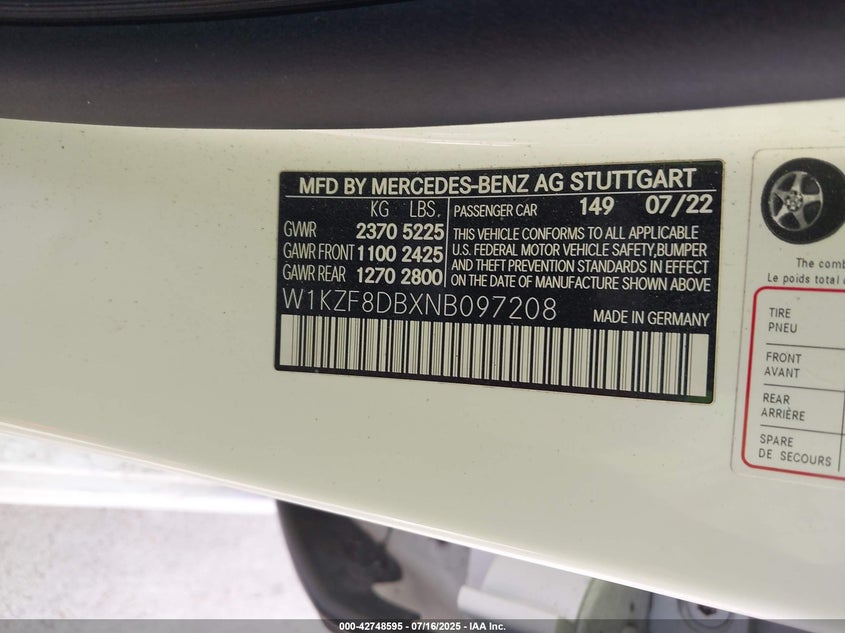 MFD BY MERCEDES-BENZ AG STUTTGART
KG LBS.
GVWR 2370 5225
GAWR FRONT 1100 2425
GAWR REAR 1270 2800
PASSENGER CAR 149 07/22
THIS VEHICLE CONFORMS TO ALL APPLICABLE
U.S. FEDERAL MOTOR VEHICLE SAFETY,BUMPER
AND THEFT PREVENTION STANDARDS IN EFFECT
ON THE DATE OF MANUFACTURE SHOWN ABOVE
W1KZF8DBXNB097208
MADE IN GERMANY
The comb
Le poids total
TIRE
PNEU
FRONT
AVANT
REAR
ARRIÈRE
SPARE
DE SECOURS
000-42748595 - 07/16/2025 - IAA Inc.